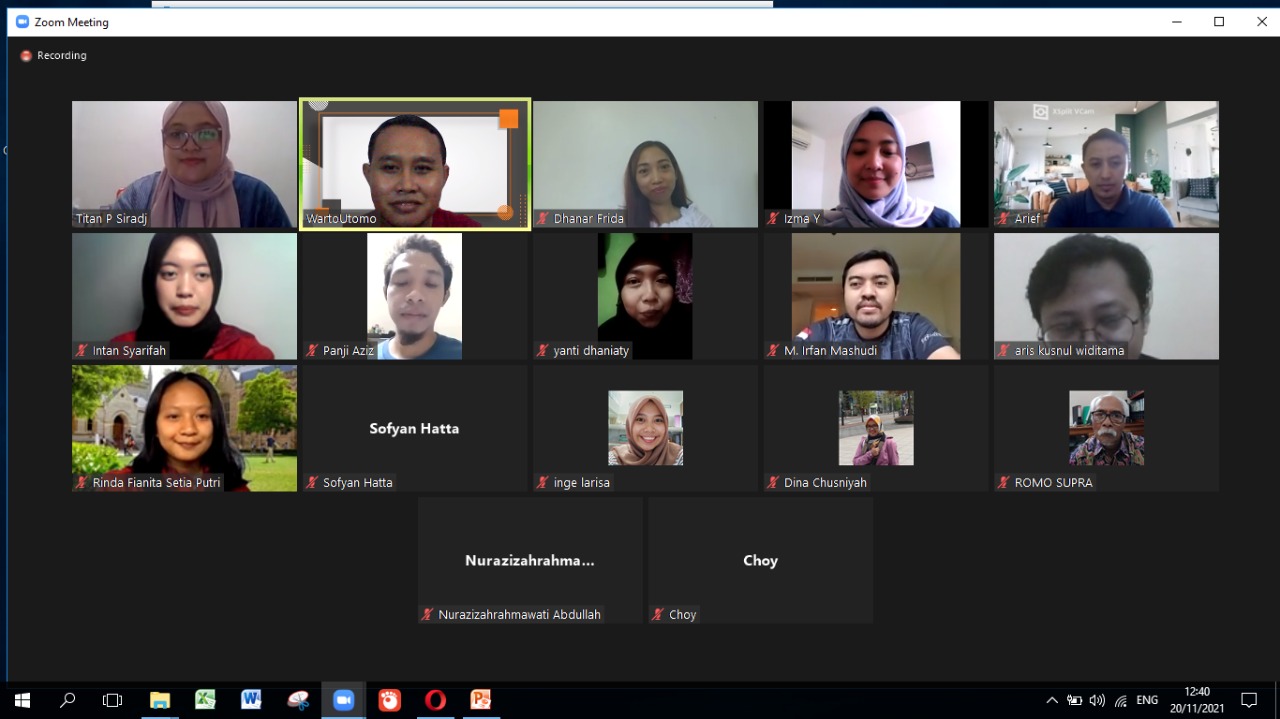 Zoom Meeting
Recording
XSplit VCam
Titan P Siradj
WartoUtomo
Dhanar Frida
Izma Y
Arief
Intan Syarifah
Panji Aziz
yanti dhaniaty
M. Irfan Mashudi
aris kusnul widitama
Sofyan Hatta
Rinda Fianita Setia Putri
Sofyan Hatta
inge larisa
Dina Chusniyah
ROMO SUPRA
Nurazizahrahma...
Choy
Nurazizahrahmawati Abdullah
Choy
ENG
12:40
20/11/2021